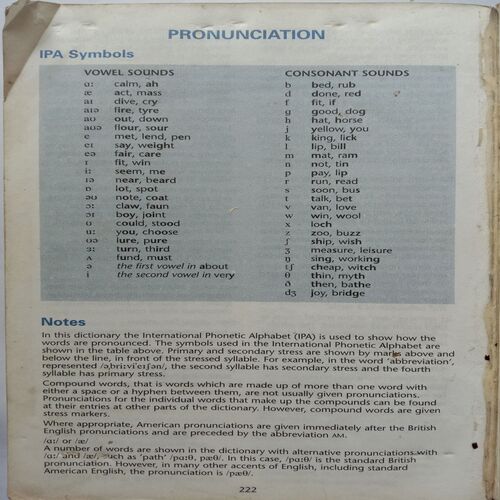 PRONUNCIATION
IPA Symbols
VOWEL SOUNDS
ɑː calm, ah
æ act, mass
aɪ dive, cry
aɪə fire, tyre
aʊ out, down
aʊə flour, sour
e met, lend, pen
eɪ say, weight
eə fair, care
ɪ fit, win
iː seem, me
ɪə near, beard
ɒ lot, spot
əʊ note, coat
ɔː claw, faun
ɔɪ boy, joint
ʊ could, stood
uː you, choose
ʊə lure, pure
ɜː turn, third
ʌ fund, must
ə the first vowel in about
i the second vowel in very
CONSONANT SOUNDS
b bed, rub
d done, red
f fit, if
g good, dog
h hat, horse
j yellow, you
k king, lick
l lip, bill
m mat, ram
n not, tin
p pay, lip
r run, read
s soon, bus
t talk, bet
v van, love
w win, wool
x loch
z zoo, buzz
ʃ ship, wish
ʒ measure, leisure
ŋ sing, working
tʃ cheap, witch
θ thin, myth
ð then, bathe
dʒ joy, bridge
Notes
In this dictionary the International Phonetic Alphabet (IPA) is used to show how the
words are pronounced. The symbols used in the International Phonetic Alphabet are
shown in the table above. Primary and secondary stress are shown by marks above and
below the line, in front of the stressed syllable. For example, in the word 'abbreviation',
represented /əˌbriːviˈeɪʃən/, the second syllable has secondary stress and the fourth
syllable has primary stress.
Compound words, that is words which are made up of more than one word with
either a space or a hyphen between them, are not usually given pronunciations.
Pronunciations for the individual words that make up the compounds can be found
at their entries at other parts of the dictionary. However, compound words are given
stress markers.
Where appropriate, American pronunciations are given immediately after the British
English pronunciations and are preceded by the abbreviation AM.
/ɑː/ or /æ/
A number of words are shown in the dictionary with alternative pronunciations with
/ɑː/ and /æ/, such as 'path' /pɑːθ, pæθ/. In this case, /pɑːθ/ is the standard British
pronunciation. However, in many other accents of English, including standard
American English, the pronunciation is /pæθ/.
222